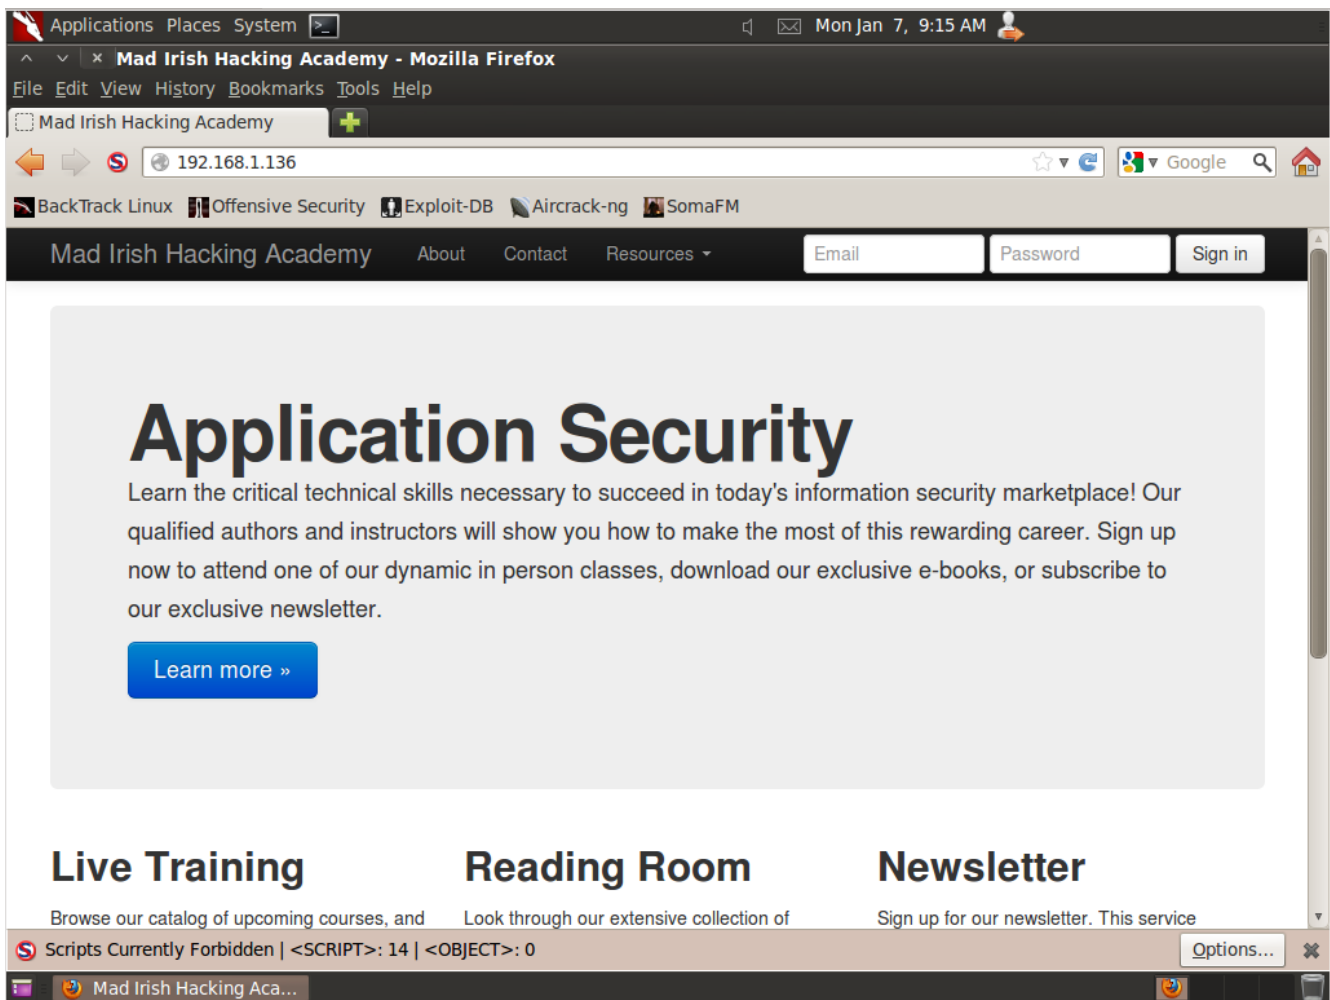 Applications Places System Mon Jan 7, 9:15 AM
Mad Irish Hacking Academy - Mozilla Firefox
File Edit View History Bookmarks Tools Help
Mad Irish Hacking Academy
192.168.1.136 Google
BackTrack Linux Offensive Security Exploit-DB Aircrack-ng SomaFM
Mad Irish Hacking Academy About Contact Resources Email Password Sign in
Application Security
Learn the critical technical skills necessary to succeed in today's information security marketplace! Our
qualified authors and instructors will show you how to make the most of this rewarding career. Sign up
now to attend one of our dynamic in person classes, download our exclusive e-books, or subscribe to
our exclusive newsletter.
Learn more »
Live Training
Browse our catalog of upcoming courses, and
Reading Room
Look through our extensive collection of
Newsletter
Sign up for our newsletter. This service
Scripts Currently Forbidden | <SCRIPT>: 14 | <OBJECT>: 0 Options...
Mad Irish Hacking Aca...